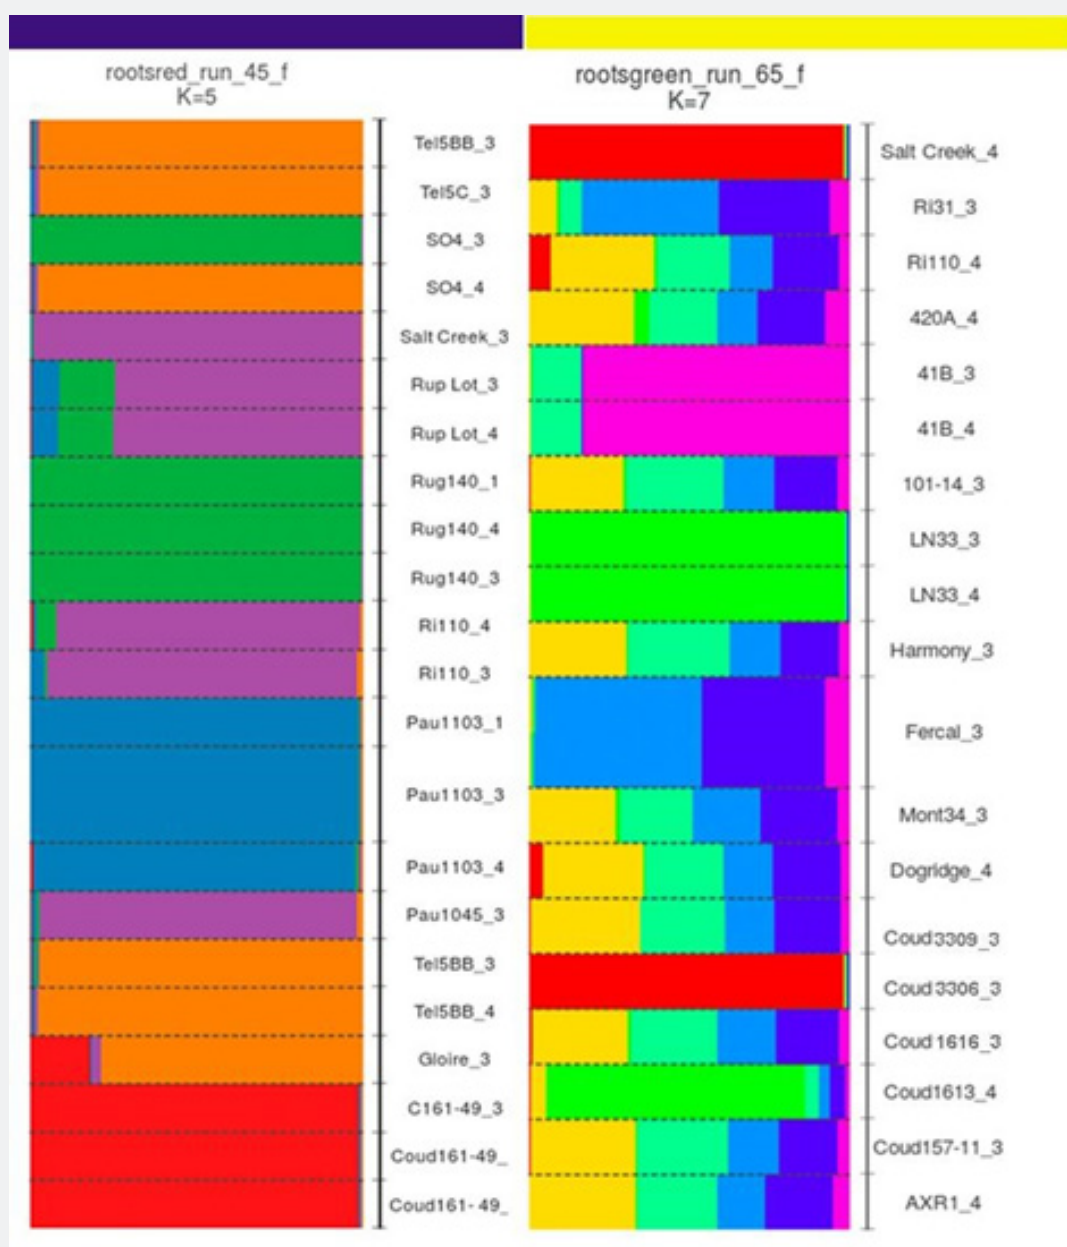 rootsred_run_45_f
K=5
Tel5BB_3
Tel5C_3
SO4_3
SO4_4
Salt Creek_3
Rup Lot_3
Rup Lot_4
Rug140_1
Rug140_4
Rug140_3
Ri110_4
Ri110_3
Pau1103_1
Pau1103_3
Pau1103_4
Pau1045_3
Tel5BB_3
Tel5BB_4
Gloire_3
C161-49_3
Coud161-49_
Coud161- 49_
rootsgreen_run_65_f
K=7
Salt Creek_4
RI31_3
Ri110_4
420A_4
41B_3
41B_4
101-14_3
LN33_3
LN33_4
Harmony_3
Fercal_3
Mont34_3
Dogridge_4
Coud3309_3
Coud3306_3
Coud1616_3
Coud1613_4
Coud157-11_3
AXR1_4